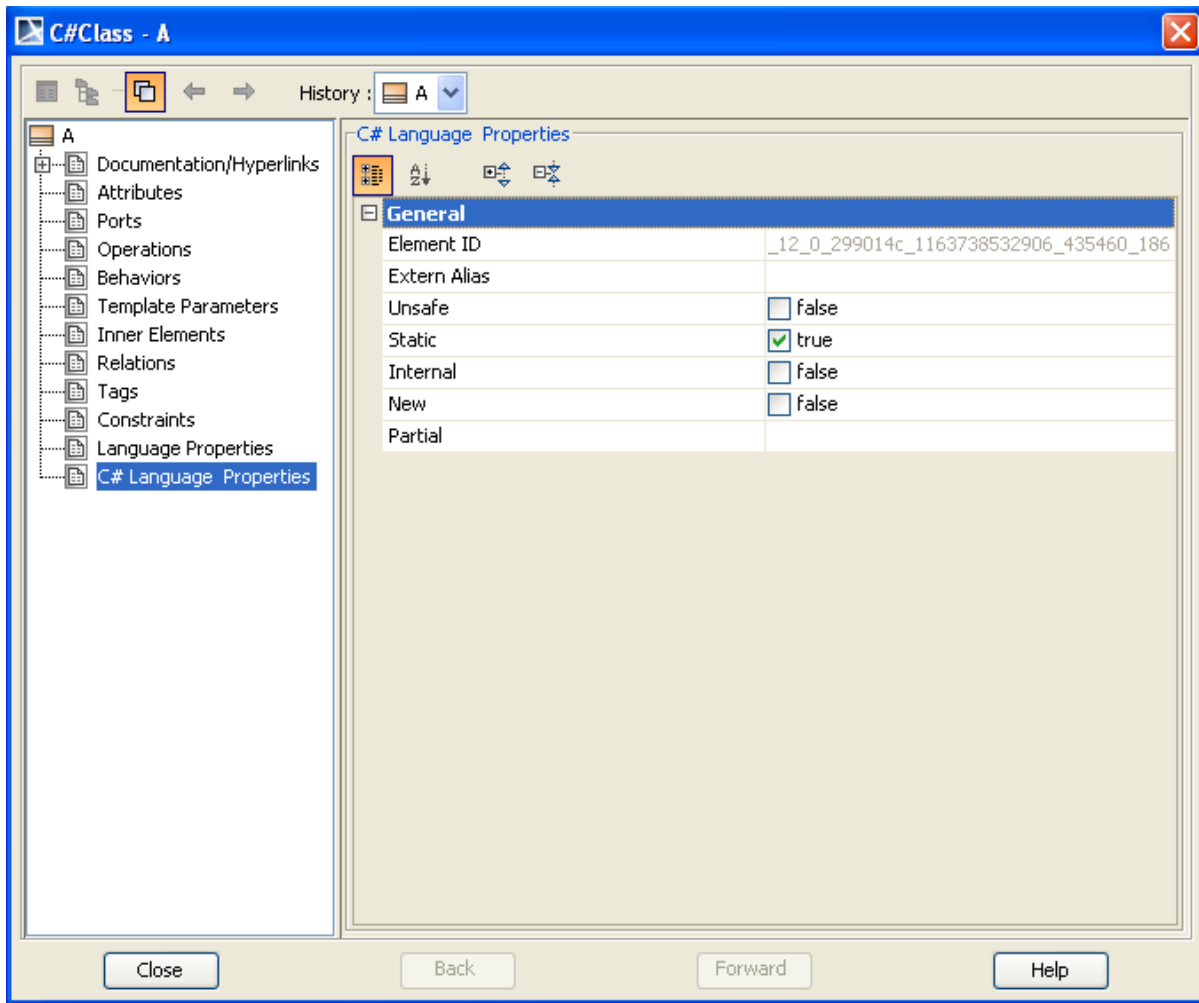 C#Class - A
History : A
A
Documentation/Hyperlinks
Attributes
Ports
Operations
Behaviors
Template Parameters
Inner Elements
Relations
Tags
Constraints
Language Properties
C# Language  Properties
C# Language  Properties
General
Element ID _12_0_299014c_1163738532906_435460_186
Extern Alias
Unsafe false
Static true
Internal false
New false
Partial
Close Back Forward Help